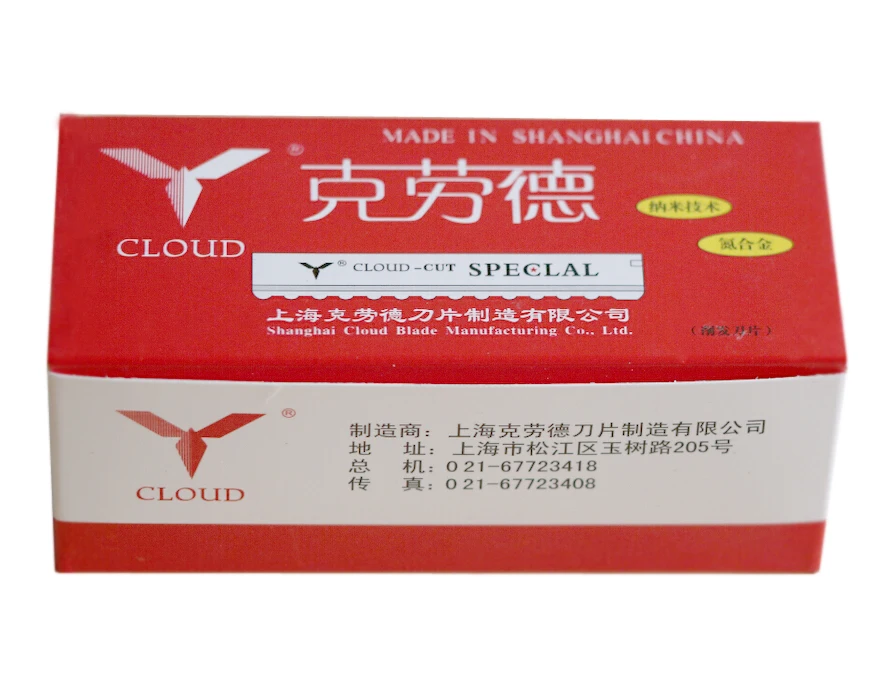 MADE IN SHANGHAI CHINA
® 克劳德
纳米技术
氮合金
CLOUD
® CLOUD-CUT SPECLAL
上海克劳德刀片制造有限公司
Shanghai Cloud Blade Manufacturing Co., Ltd.
(削发刀片)
®
CLOUD
制造商：上海克劳德刀片制造有限公司
地 址：上海市松江区玉树路205号
总 机：021-67723418
传 真：021-67723408